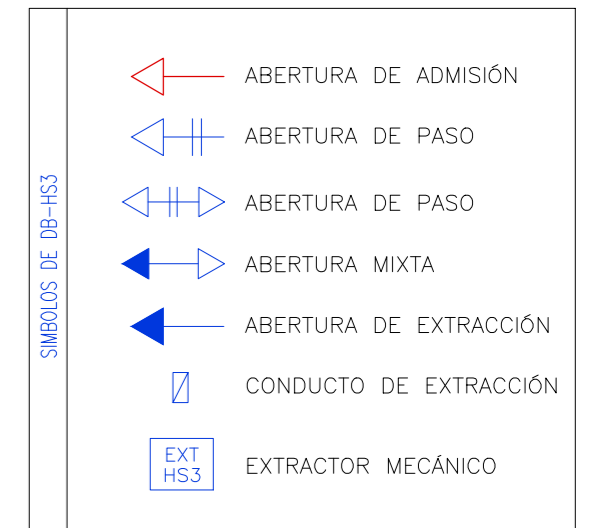 SIMBOLOS DE DB-HS3
ABERTURA DE ADMISIÓN
ABERTURA DE PASO
ABERTURA DE PASO
ABERTURA MIXTA
ABERTURA DE EXTRACCIÓN
CONDUCTO DE EXTRACCIÓN
EXT
HS3
EXTRACTOR MECÁNICO